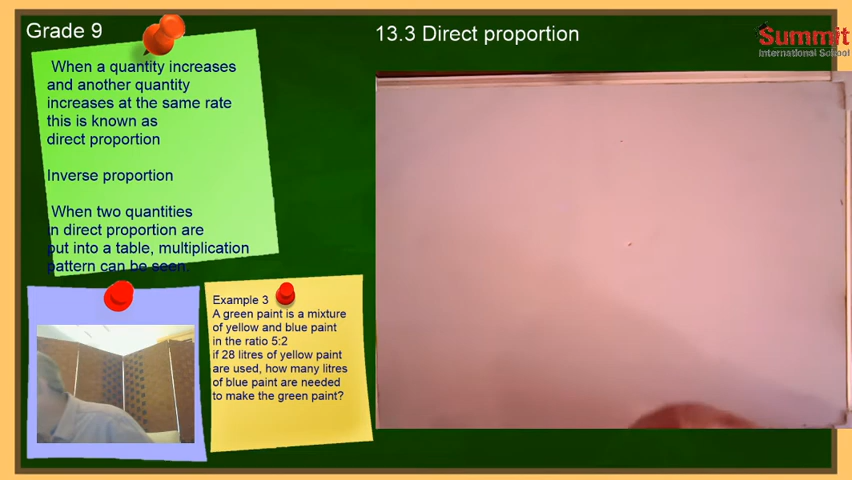 Grade 9
When a quantity increases
and another quantity
increases at the same rate
this is known as
direct proportion
Inverse proportion
When two quantities
in direct proportion are
put into a table, multiplication
pattern can be seen.
Example 3
A green paint is a mixture
of yellow and blue paint
in the ratio 5:2
if 28 litres of yellow paint
are used, how many litres
of blue paint are needed
to make the green paint?
13.3 Direct proportion
Summit
International School